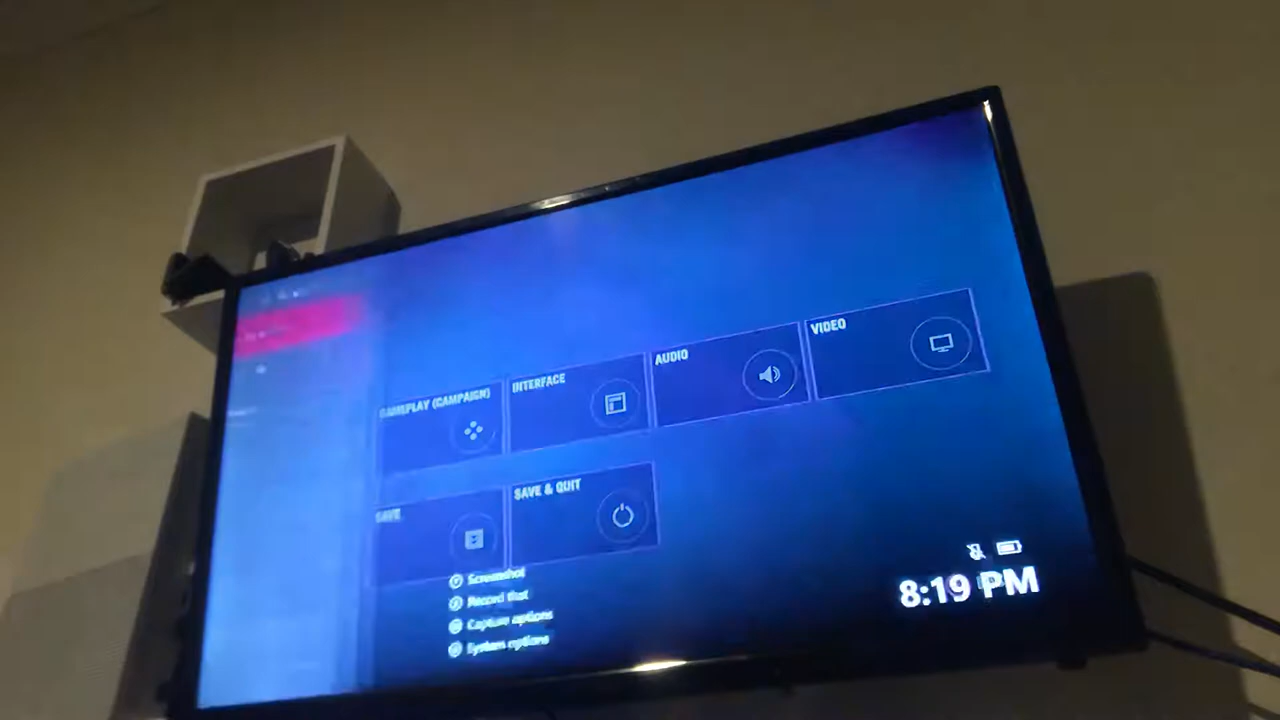 GAMEPLAY (CAMPAIGN)
INTERFACE
AUDIO
VIDEO
SAVE
SAVE & QUIT
Screenshot
Record that
Capture options
System options
8:19 PM